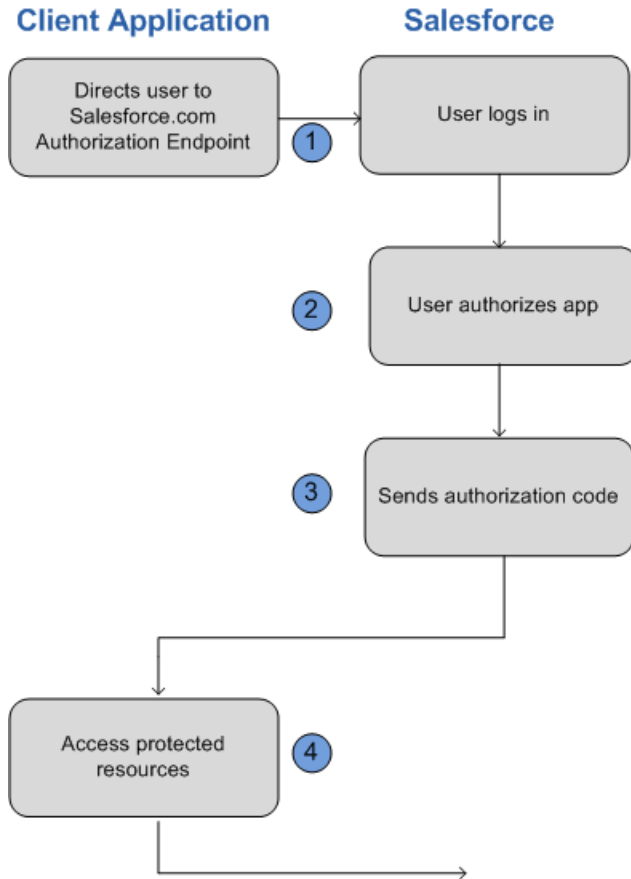 Client Application
Salesforce
Directs user to
Salesforce.com
Authorization Endpoint
1
User logs in
2
User authorizes app
3
Sends authorization code
Access protected
resources
4